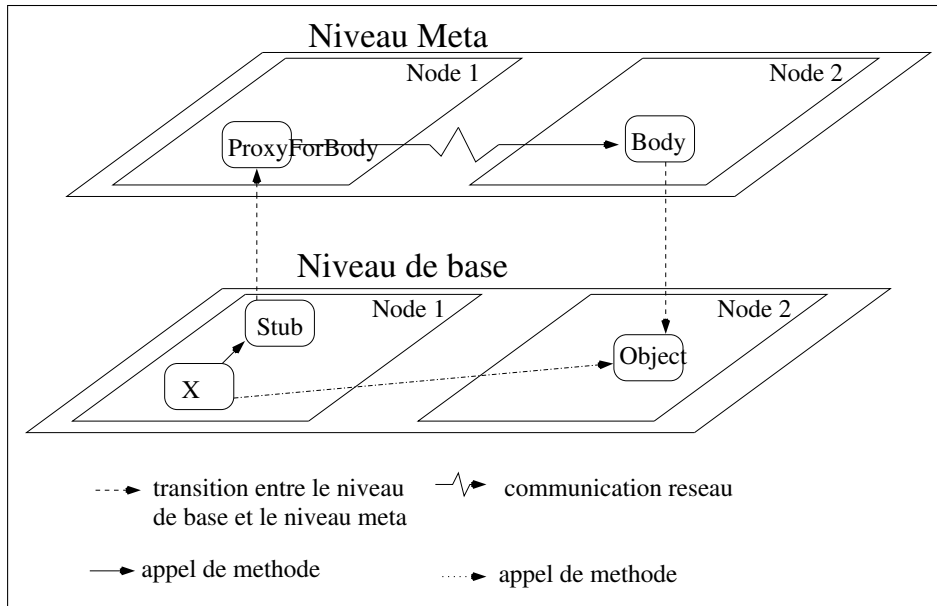 Niveau Meta
Node 1
Node 2
ProxyForBody
Body
Niveau de base
Node 1
Node 2
Stub
Object
X
transition entre le niveau
de base et le niveau meta
communication reseau
appel de methode
appel de methode